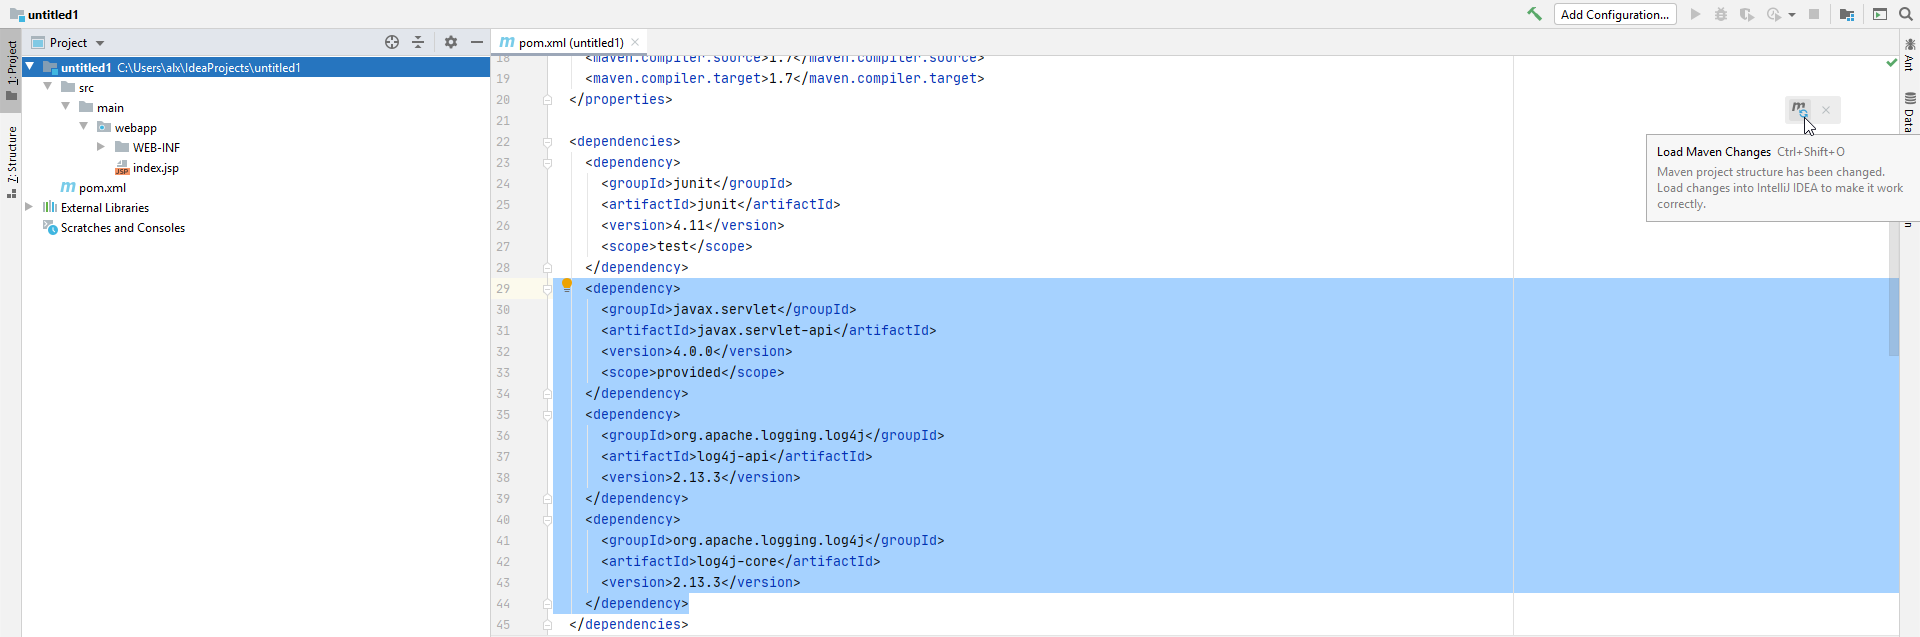 untitled1
Add Configuration...
1: Project
Project
pom.xml (untitled1)
Ant
untitled1 C:\Users\alx\IdeaProjects\untitled1
src
main
webapp
WEB-INF
index.jsp
pom.xml
External Libraries
Scratches and Consoles
7: Structure
18 <maven.compiler.source>1.7</maven.compiler.source>
19 <maven.compiler.target>1.7</maven.compiler.target>
20 </properties>
21
22 <dependencies>
23 <dependency>
24 <groupId>junit</groupId>
25 <artifactId>junit</artifactId>
26 <version>4.11</version>
27 <scope>test</scope>
28 </dependency>
29 <dependency>
30 <groupId>javax.servlet</groupId>
31 <artifactId>javax.servlet-api</artifactId>
32 <version>4.0.0</version>
33 <scope>provided</scope>
34 </dependency>
35 <dependency>
36 <groupId>org.apache.logging.log4j</groupId>
37 <artifactId>log4j-api</artifactId>
38 <version>2.13.3</version>
39 </dependency>
40 <dependency>
41 <groupId>org.apache.logging.log4j</groupId>
42 <artifactId>log4j-core</artifactId>
43 <version>2.13.3</version>
44 </dependency>
45 </dependencies>
Load Maven Changes Ctrl+Shift+O
Maven project structure has been changed.
Load changes into IntelliJ IDEA to make it work
correctly.
Data